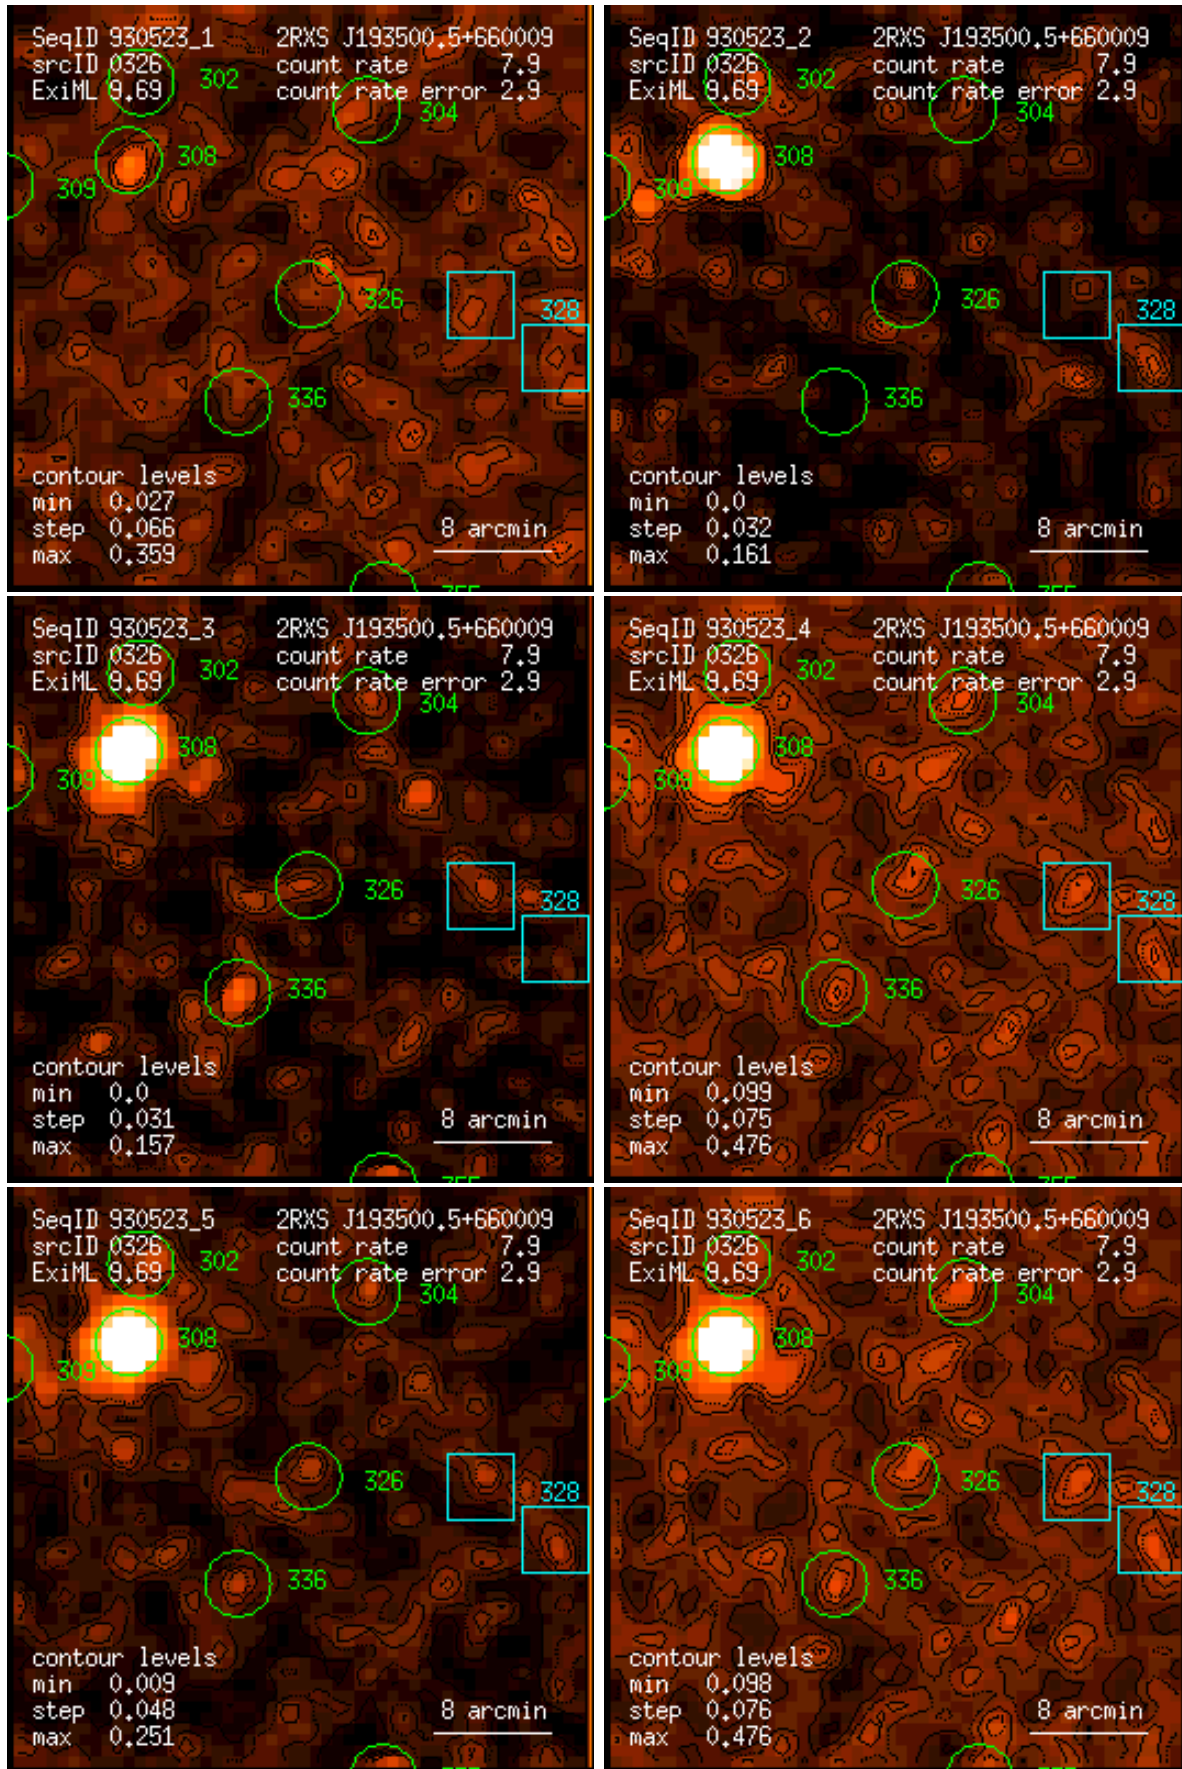 SeqID 930523_1 2RXS J193500.5+660009
srcID 0326 count rate 7.9
ExiML 9.69 count rate error 2.9
302
304
308
309
326
328
336
contour levels
min 0.027
step 0.066
max 0.359
8 arcmin
SeqID 930523_2 2RXS J193500.5+660009
srcID 0326 count rate 7.9
ExiML 9.69 count rate error 2.9
302
304
308
309
326
328
336
contour levels
min 0.0
step 0.032
max 0.161
8 arcmin
SeqID 930523_3 2RXS J193500.5+660009
srcID 0326 count rate 7.9
ExiML 9.69 count rate error 2.9
302
304
308
309
326
328
336
contour levels
min 0.0
step 0.031
max 0.157
8 arcmin
SeqID 930523_4 2RXS J193500.5+660009
srcID 0326 count rate 7.9
ExiML 9.69 count rate error 2.9
302
304
308
309
326
328
336
contour levels
min 0.099
step 0.075
max 0.476
8 arcmin
SeqID 930523_5 2RXS J193500.5+660009
srcID 0326 count rate 7.9
ExiML 9.69 count rate error 2.9
302
304
308
309
326
328
336
contour levels
min 0.009
step 0.048
max 0.251
8 arcmin
SeqID 930523_6 2RXS J193500.5+660009
srcID 0326 count rate 7.9
ExiML 9.69 count rate error 2.9
302
304
308
309
326
328
336
contour levels
min 0.098
step 0.076
max 0.476
8 arcmin